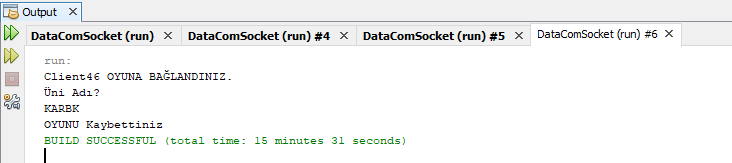 Output ×
DataComSocket (run) × DataComSocket (run) #4 × DataComSocket (run) #5 × DataComSocket (run) #6 ×
run:
Client46 OYUNA BAĞLANDINIZ.
Üni Adı?
KARBK
OYUNU Kaybettiniz
BUILD SUCCESSFUL (total time: 15 minutes 31 seconds)